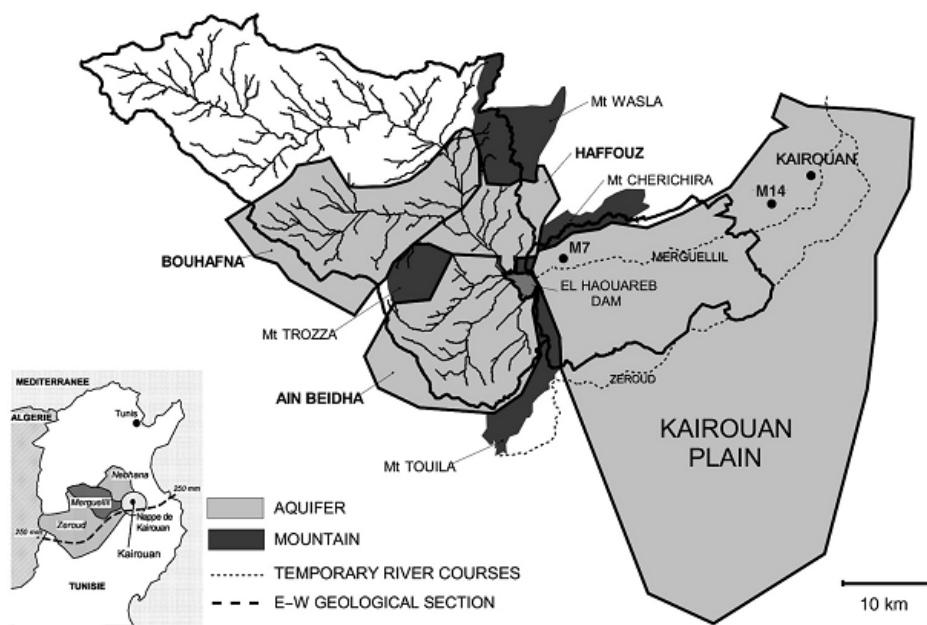 Mt WASLA
HAFFOUZ
Mt CHERICHIRA
KAIROUAN
M14
M7
MERGUELLIL
BOUHAFNA
EL HAOUAREB
DAM
Mt TROZZA
ZEROUD
AIN BEIDHA
KAIROUAN
PLAIN
Mt TOUILA
MEDITERRANEE
ALGERIE
Tunis
Nebhana
250 mm
Merguellil
Nappe de
Kairouan
Zeroud
250 mm
Kairouan
TUNISIE
AQUIFER
MOUNTAIN
TEMPORARY RIVER COURSES
E-W GEOLOGICAL SECTION
10 km